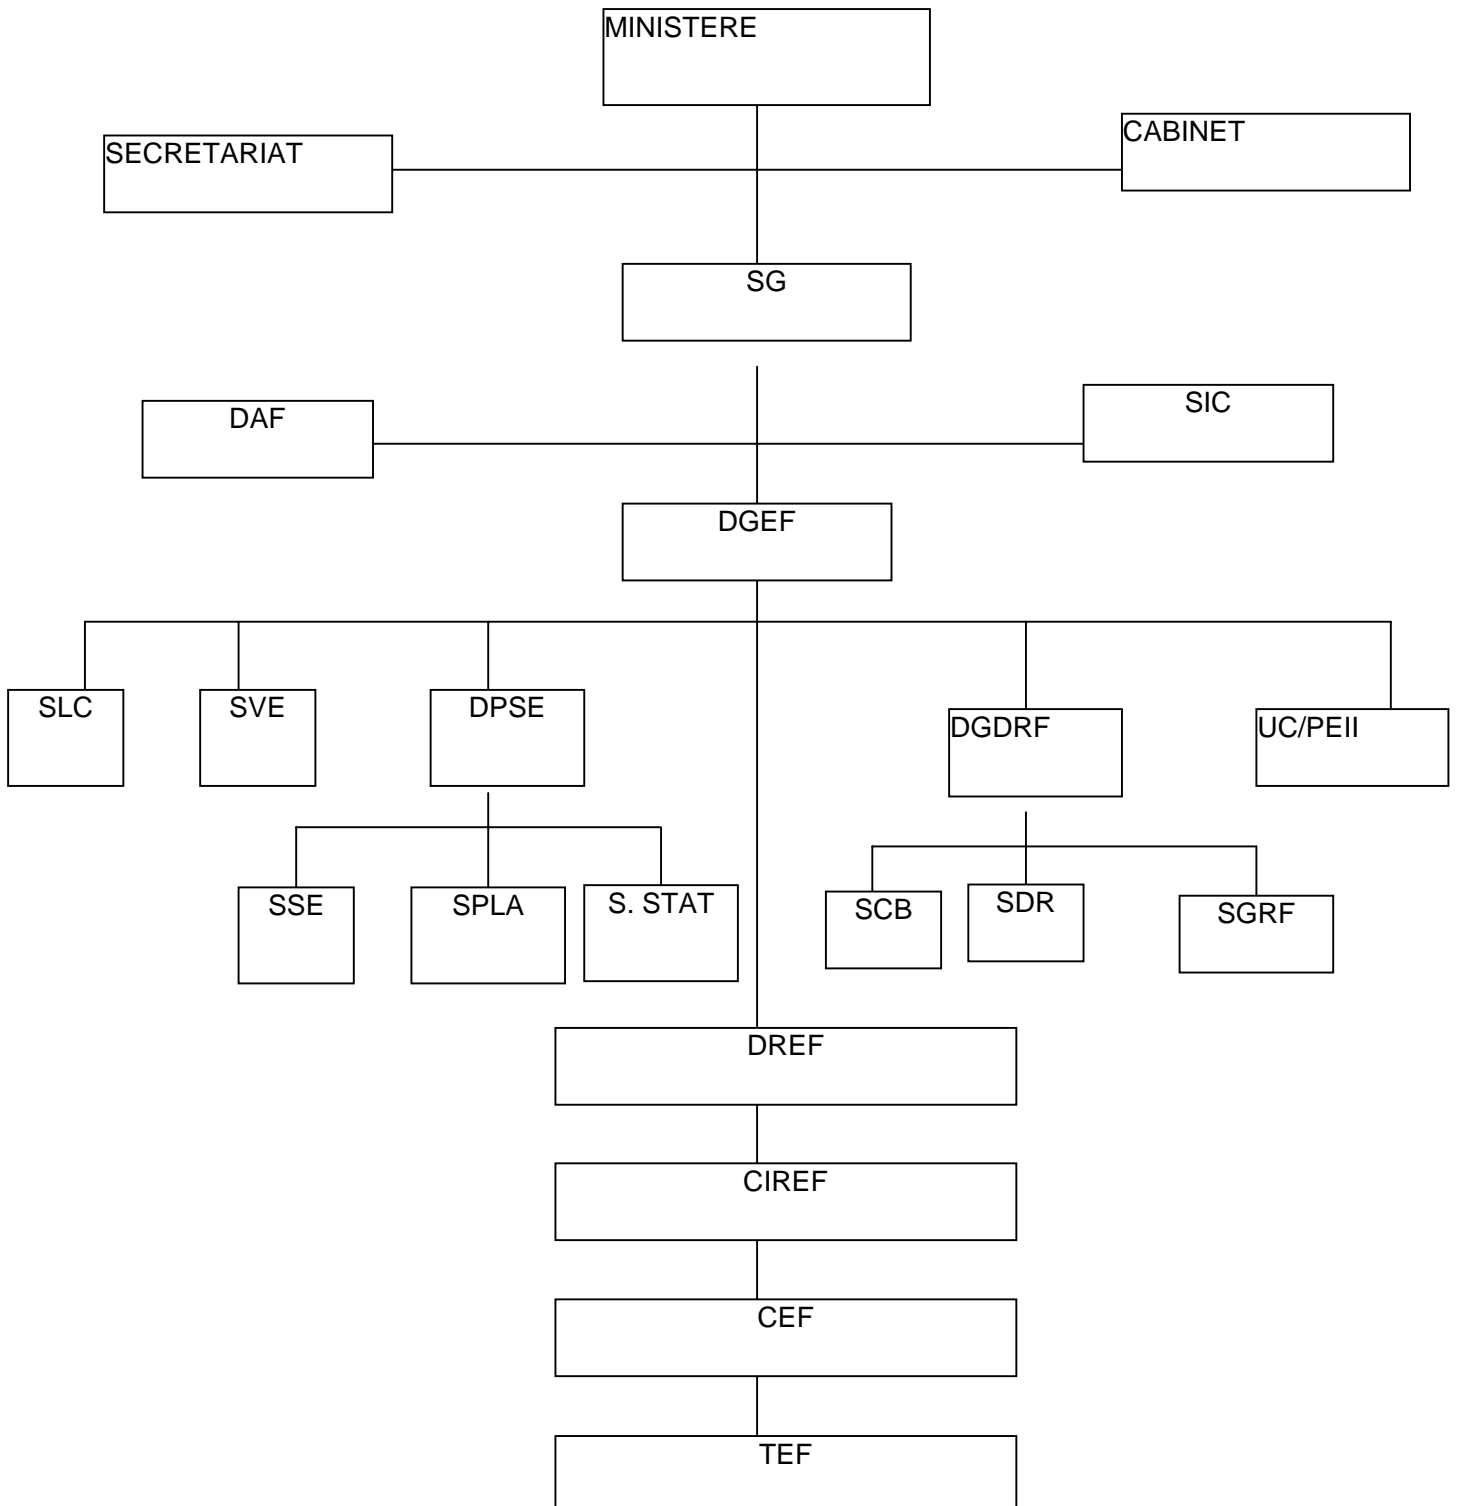 MINISTERE
SECRETARIAT
CABINET
SG
DAF
SIC
DGEF
SLC
SVE
DPSE
DGDRF
UC/PEII
SSE
SPLA
S. STAT
SCB
SDR
SGRF
DREF
CIREF
CEF
TEF